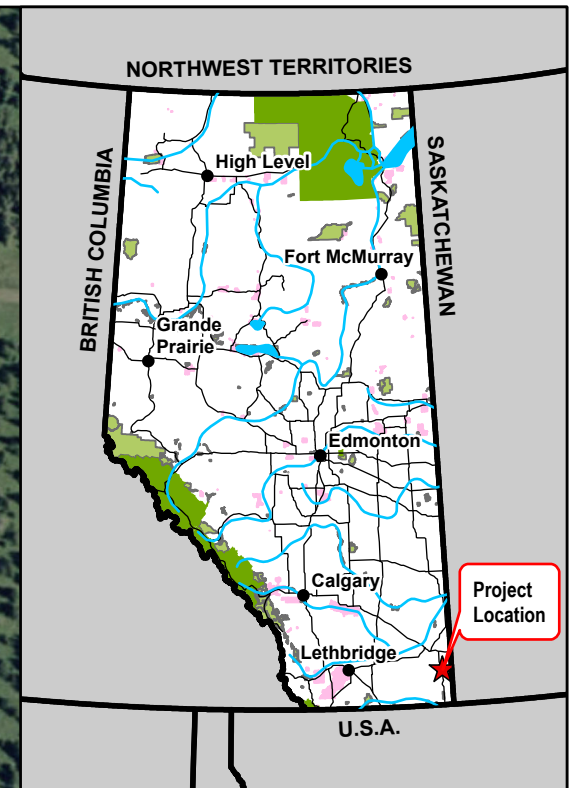 NORTHWEST TERRITORIES
BRITISH COLUMBIA
SASKATCHEWAN
High Level
Fort McMurray
Grande
Prairie
Edmonton
Calgary
Project
Location
Lethbridge
U.S.A.